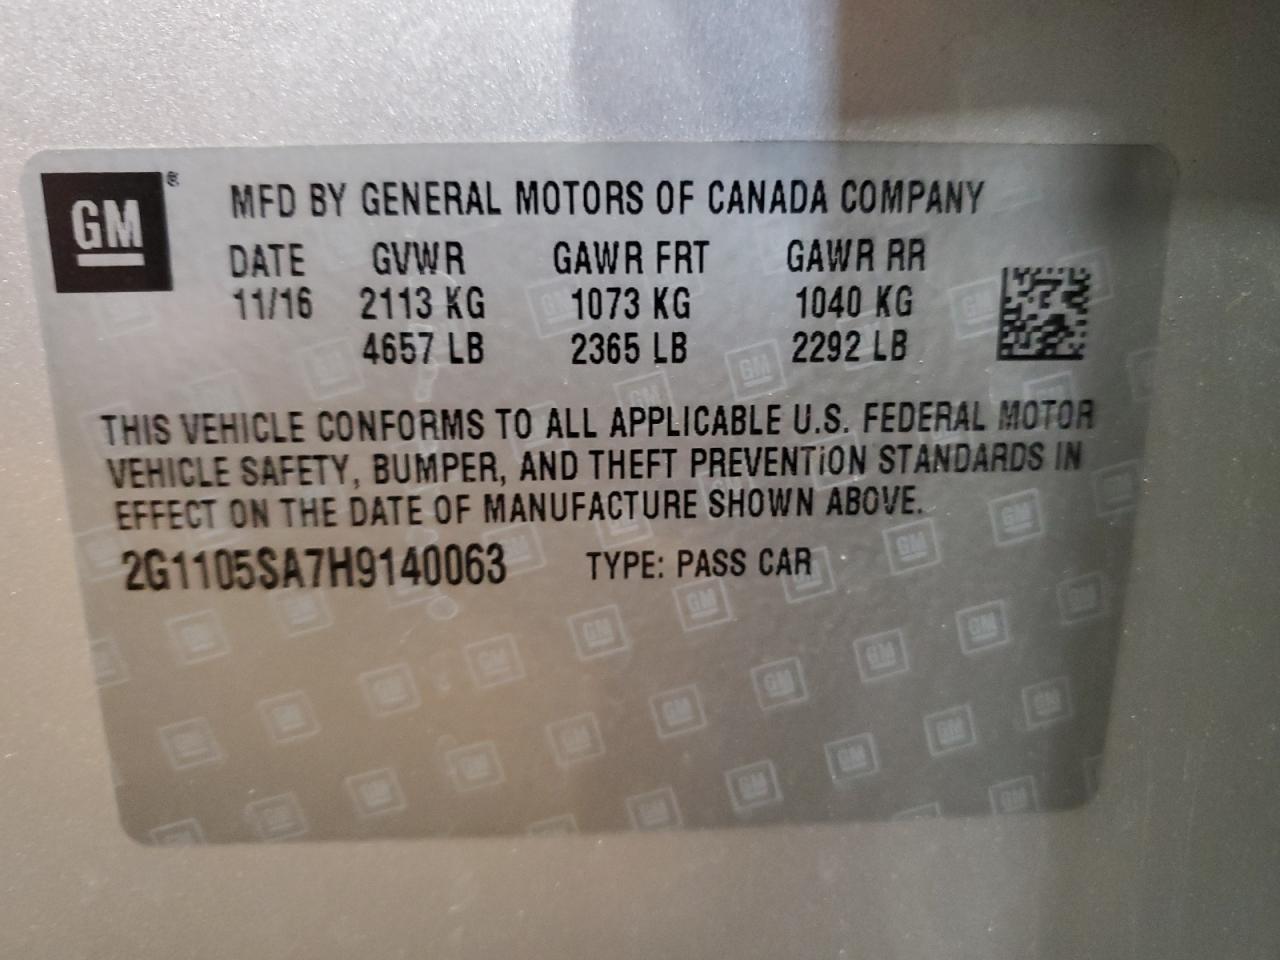 GM®
MFD BY GENERAL MOTORS OF CANADA COMPANY
DATE GVWR GAWR FRT GAWR RR
11/16 2113 KG 1073 KG 1040 KG
4657 LB 2365 LB 2292 LB
THIS VEHICLE CONFORMS TO ALL APPLICABLE U.S. FEDERAL MOTOR
VEHICLE SAFETY, BUMPER, AND THEFT PREVENTiON STANDARDS IN
EFFECT ON THE DATE OF MANUFACTURE SHOWN ABOVE.
2G1105SA7H9140063 TYPE: PASS CAR